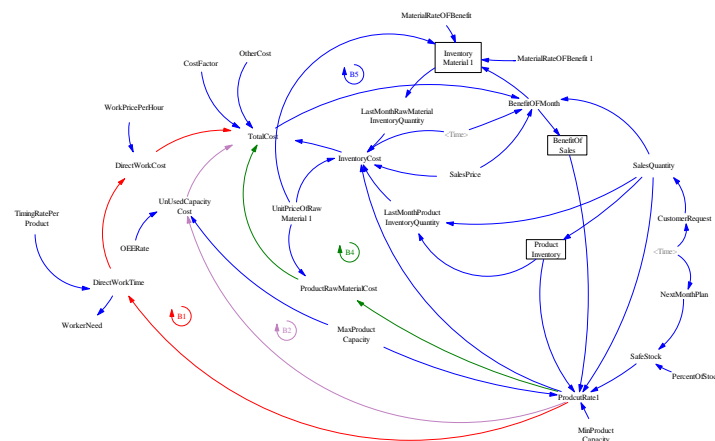 MaterialRateOFBenefit
CostFactor
OtherCost
Inventory
Material 1
MaterialRateOFBenefit 1
B5
WorkPricePerHour
LastMonthRawMaterial
InventoryQuantity
BenefitOFMonth
TotalCost
<Time>
BenefitOf
Sales
DirectWorkCost
InventoryCost
SalesPrice
SalesQuantity
UnUsedCapacity
Cost
TimingRatePer
Product
UnitPriceOfRaw
Material 1
LastMonthProduct
InventoryQuantity
CustomerRequest
OEERate
Product
Inventory
<Time>
B4
DirectWorkTime
ProductRawMaterialCost
NextMonthPlan
B1
B2
WorkerNeed
MaxProduct
Capacity
SafeStock
PercentOfStock
ProdcutRate1
MinProduct
Capacity